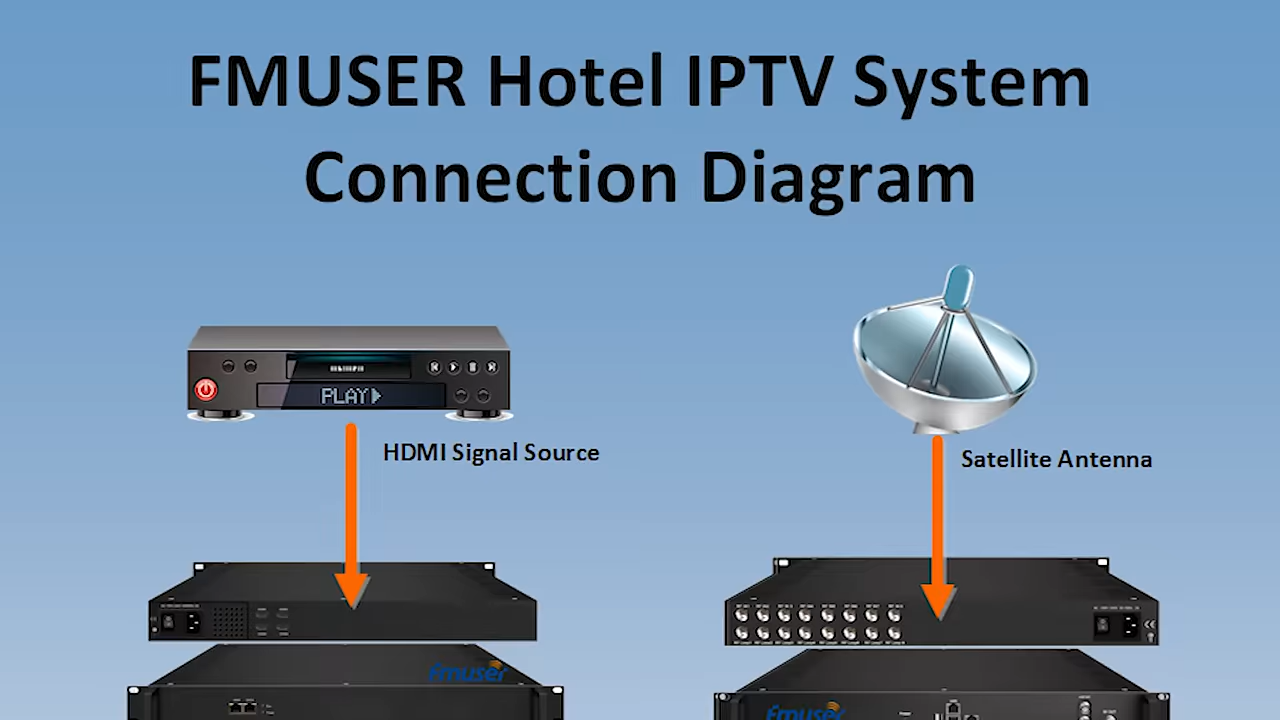 FMUSER Hotel IPTV System
Connection Diagram
PLAY
HDMI Signal Source
Satellite Antenna
Fmuser
Fmuser